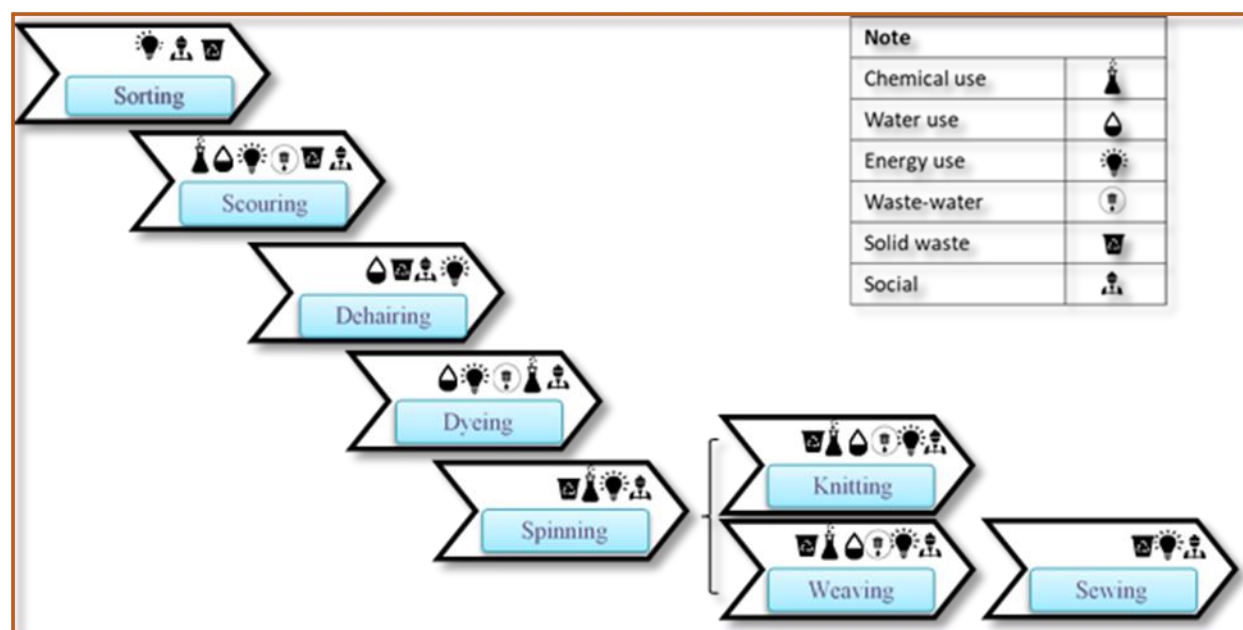 Sorting
Scouring
Dehairing
Dyeing
Spinning
Knitting
Weaving
Sewing
Note
Chemical use
Water use
Energy use
Waste-water
Solid waste
Social